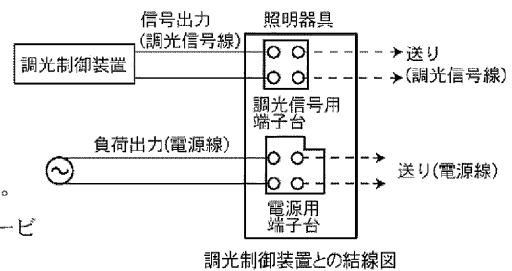 信号出力
(調光信号線)
照明器具
調光制御装置
送り
(調光信号線)
調光信号用
端子台
負荷出力(電源線)
送り(電源線)
電源用
端子台
。
ービ
調光制御装置との結線図